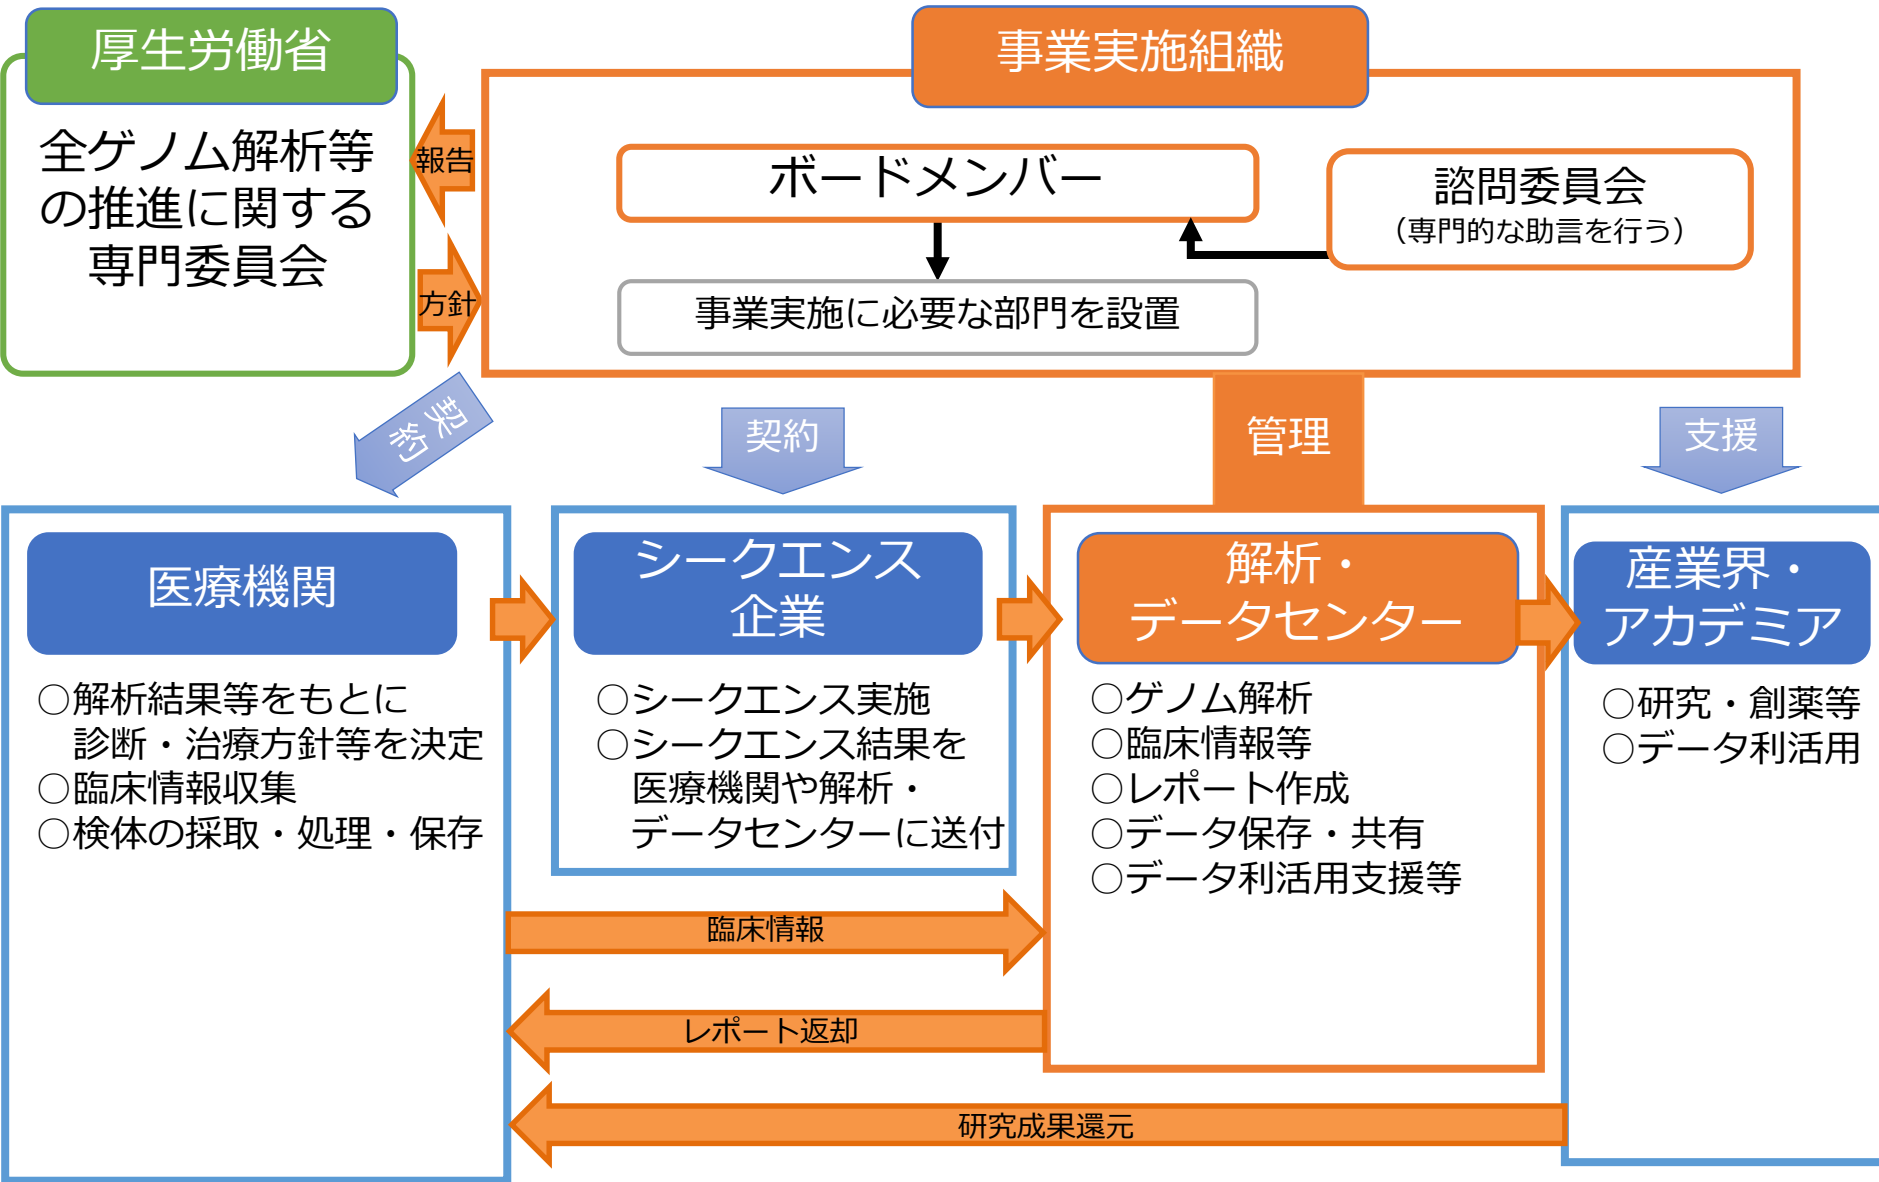 厚生労働省
全ゲノム解析等
の推進に関する
専門委員会
報告
方針
事業実施組織
ボードメンバー
諮問委員会
（専門的な助言を行う）
事業実施に必要な部門を設置
契約
契約
管理
支援
医療機関
○解析結果等をもとに
診断・治療方針等を決定
○臨床情報収集
○検体の採取・処理・保存
シークエンス
企業
○シークエンス実施
○シークエンス結果を
医療機関や解析・
データセンターに送付
解析・
データセンター
○ゲノム解析
○臨床情報等
○レポート作成
○データ保存・共有
○データ利活用支援等
産業界・
アカデミア
○研究・創薬等
○データ利活用
臨床情報
レポート返却
研究成果還元